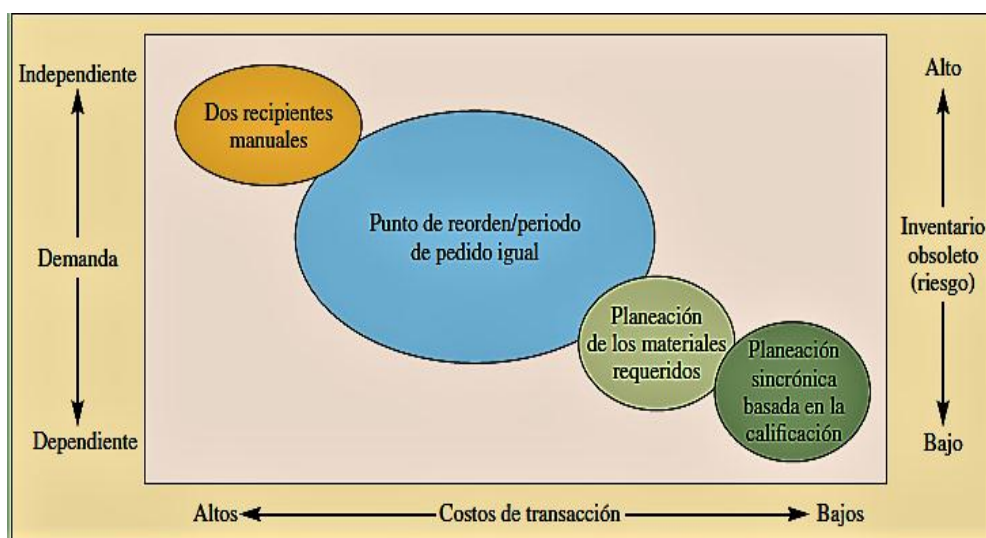 Independiente
Demanda
Dependiente
Dos recipientes
manuales
Punto de reorden/periodo
de pedido igual
Planeación
de los materiales
requeridos
Planeación
sincrónica
basada en la
calificación
Alto
Inventario
obsoleto
(riesgo)
Bajo
Altos
Costos de transacción
Bajos